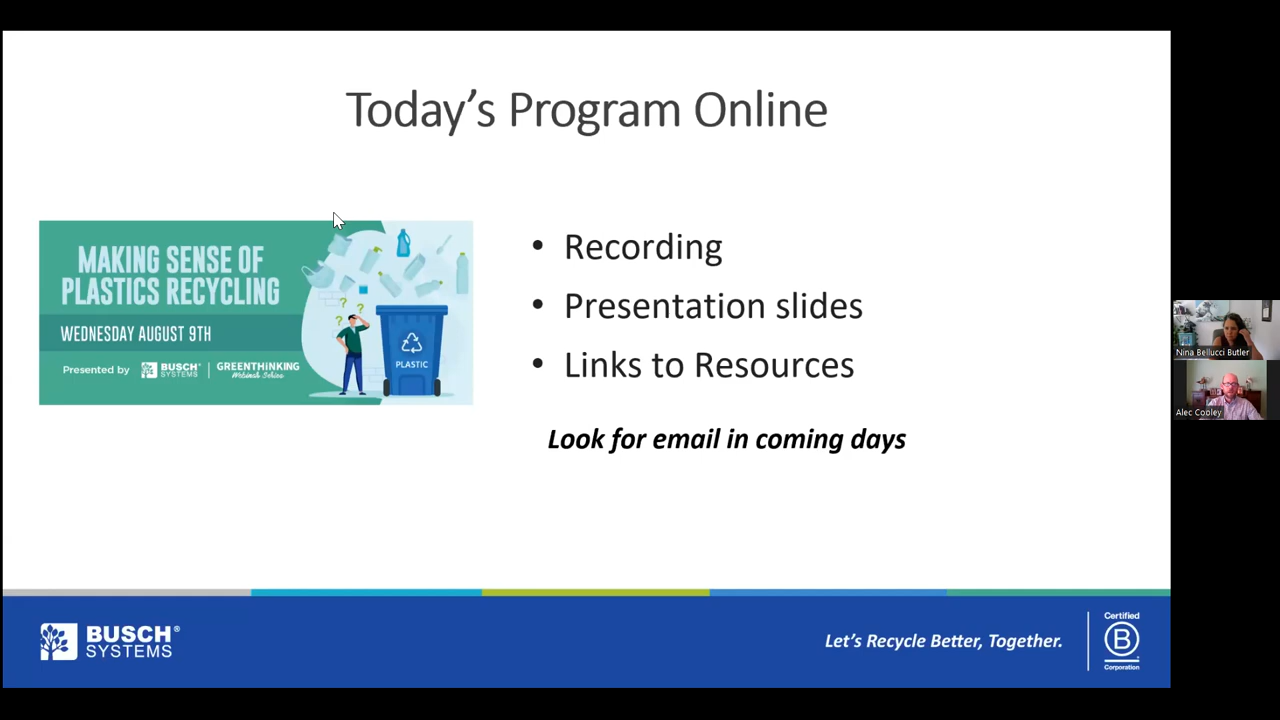 Today's Program Online
MAKING SENSE OF
PLASTICS RECYCLING
WEDNESDAY AUGUST 9TH
Presented by BUSCH SYSTEMS® | GREENTHINKING Webinar Series
PLASTIC
• Recording
• Presentation slides
• Links to Resources
Look for email in coming days
Nina Bellucci Butler
Alec Cooley
BUSCH®
SYSTEMS
Let's Recycle Better, Together.
Certified
B
Corporation